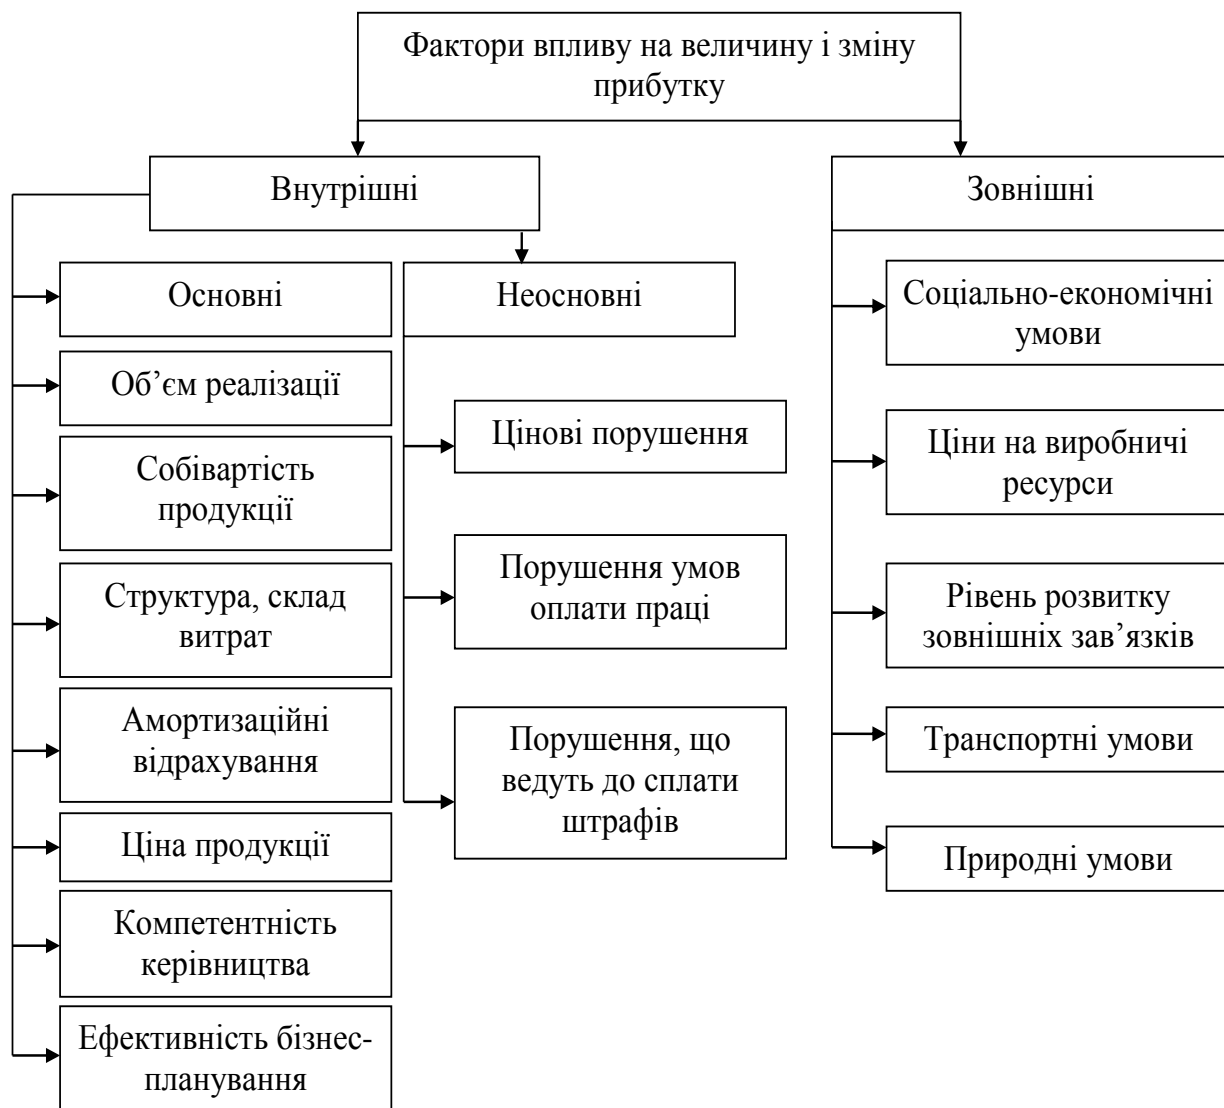 Фактори впливу на величину і зміну
прибутку
Внутрішні
Зовнішні
Основні
Неосновні
Об’єм реалізації
Собівартість
продукції
Структура, склад
витрат
Амортизаційні
відрахування
Ціна продукції
Компетентність
керівництва
Ефективність бізнес-
планування
Цінові порушення
Порушення умов
оплати праці
Порушення, що
ведуть до сплати
штрафів
Соціально-економічні
умови
Ціни на виробничі
ресурси
Рівень розвитку
зовнішніх зав’язків
Транспортні умови
Природні умови